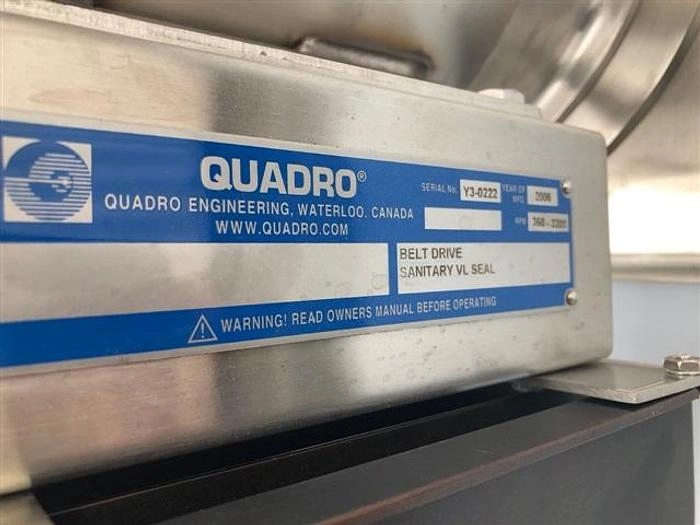 QUADRO®
QUADRO ENGINEERING, WATERLOO, CANADA
WWW.QUADRO.COM
SERIAL No. Y3-0222 YEAR OF MFG. 2006
RPM 360-3200
BELT DRIVE
SANITARY VL SEAL
WARNING! READ OWNERS MANUAL BEFORE OPERATING